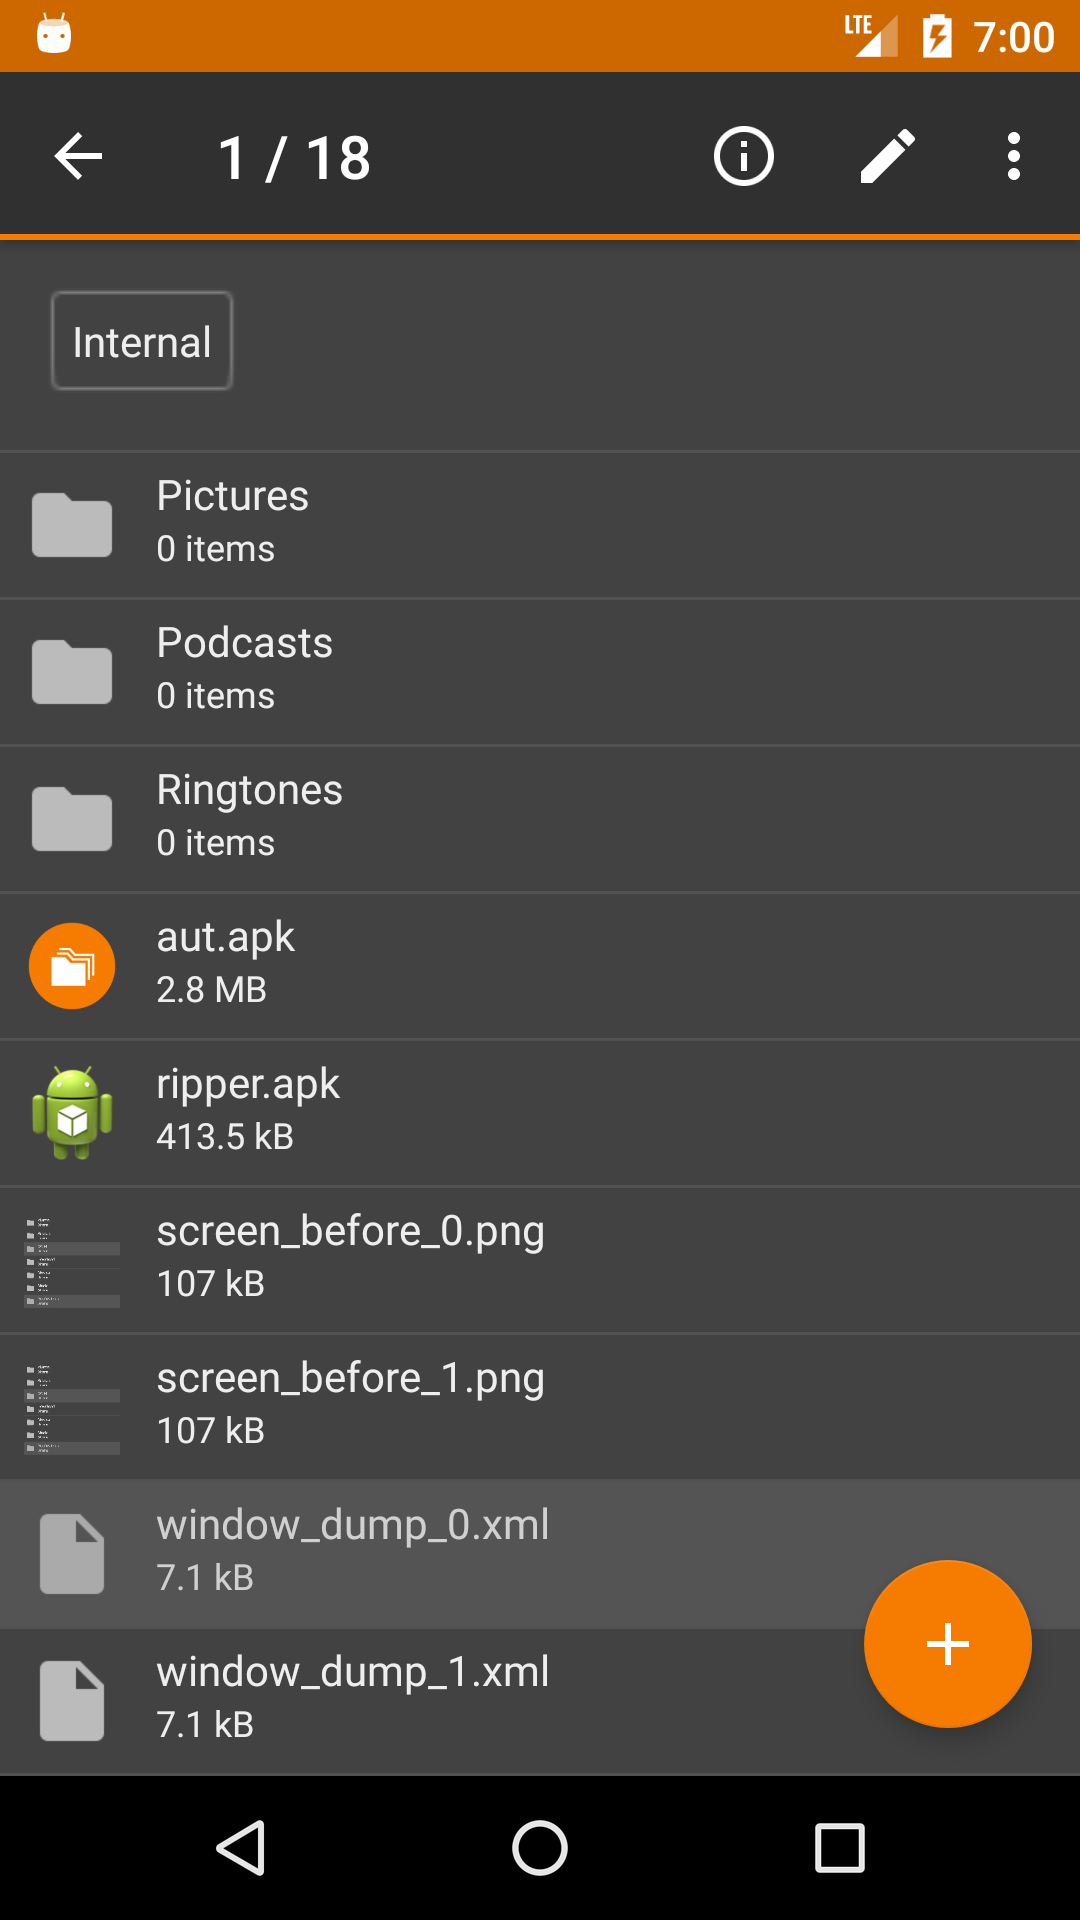 LTE 7:00
1 / 18
Internal
Pictures
0 items
Podcasts
0 items
Ringtones
0 items
aut.apk
2.8 MB
ripper.apk
413.5 kB
screen_before_0.png
107 kB
screen_before_1.png
107 kB
window_dump_0.xml
7.1 kB
window_dump_1.xml
7.1 kB